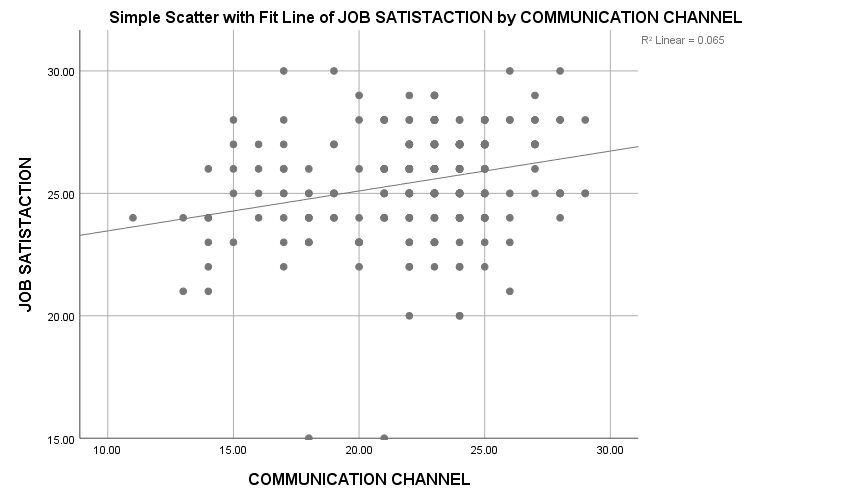 Simple Scatter with Fit Line of JOB SATISTACTION by COMMUNICATION CHANNEL
R² Linear = 0.065
30.00
25.00
20.00
15.00
JOB SATISTACTION
10.00 15.00 20.00 25.00 30.00
COMMUNICATION CHANNEL